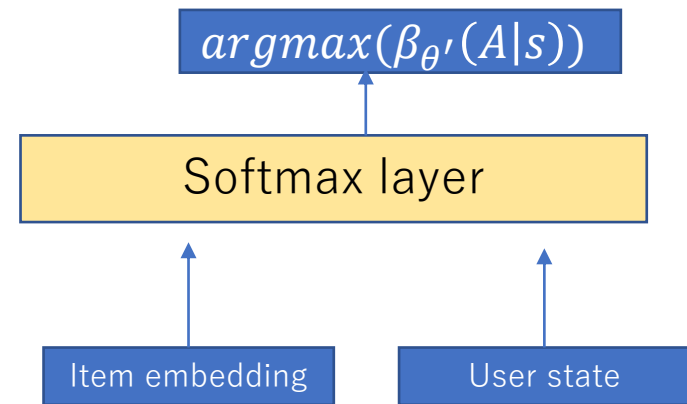 argmax(β_θ′(A|s))
Softmax layer
Item embedding
User state